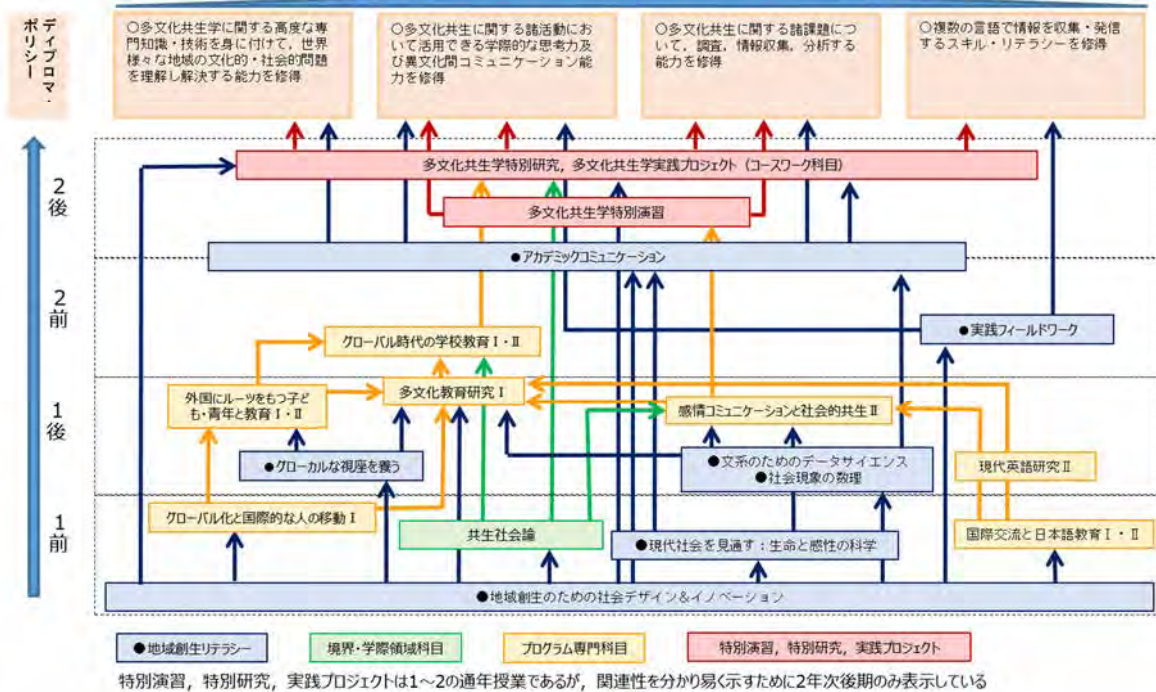 ディプロマ・
ポリシー
○多文化共生学に関する高度な専
門知識・技術を身に付けて，世界
様々な地域の文化的・社会的問題
を理解し解決する能力を修得
○多文化共生に関する諸活動に
おいて活用できる学際的な思考力及
び異文化間コミュニケーション能
力を修得
○多文化共生に関する諸課題につ
いて，調査，情報収集，分析する
能力を修得
○複数の言語で情報を収集・発信
するスキル・リテラシーを修得
2後
多文化共生学特別研究，多文化共生学実践プロジェクト（コースワーク科目）
多文化共生学特別演習
●アカデミックコミュニケーション
2前
●実践フィールドワーク
グローバル時代の学校教育Ⅰ・Ⅱ
1後
外国にルーツをもつ子ど
も・青年と教育Ⅰ・Ⅱ
多文化教育研究Ⅰ
感情コミュニケーションと社会的共生Ⅱ
●グローカルな視座を養う
●文系のためのデータサイエンス
●社会現象の数理
現代英語研究Ⅱ
1前
グローバル化と国際的な人の移動Ⅰ
共生社会論
●現代社会を見通す：生命と感性の科学
国際交流と日本語教育Ⅰ・Ⅱ
●地域創生のための社会デザイン＆イノベーション
●地域創生リテラシー
境界・学際領域科目
プログラム専門科目
特別演習，特別研究，実践プロジェクト
特別演習，特別研究，実践プロジェクトは1～2の通年授業であるが，関連性を分かり易く示すために2年次後期のみ表示している